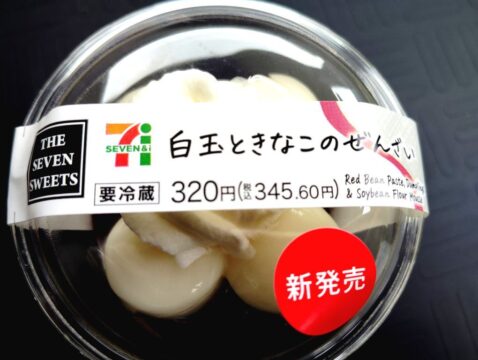 THE
SEVEN
SWEETS
7i
SEVEN&i
白玉ときなこのぜんざい
要冷蔵
320円(税込345.60円)
Red Bean Paste,
& Soybean Flour
新発売